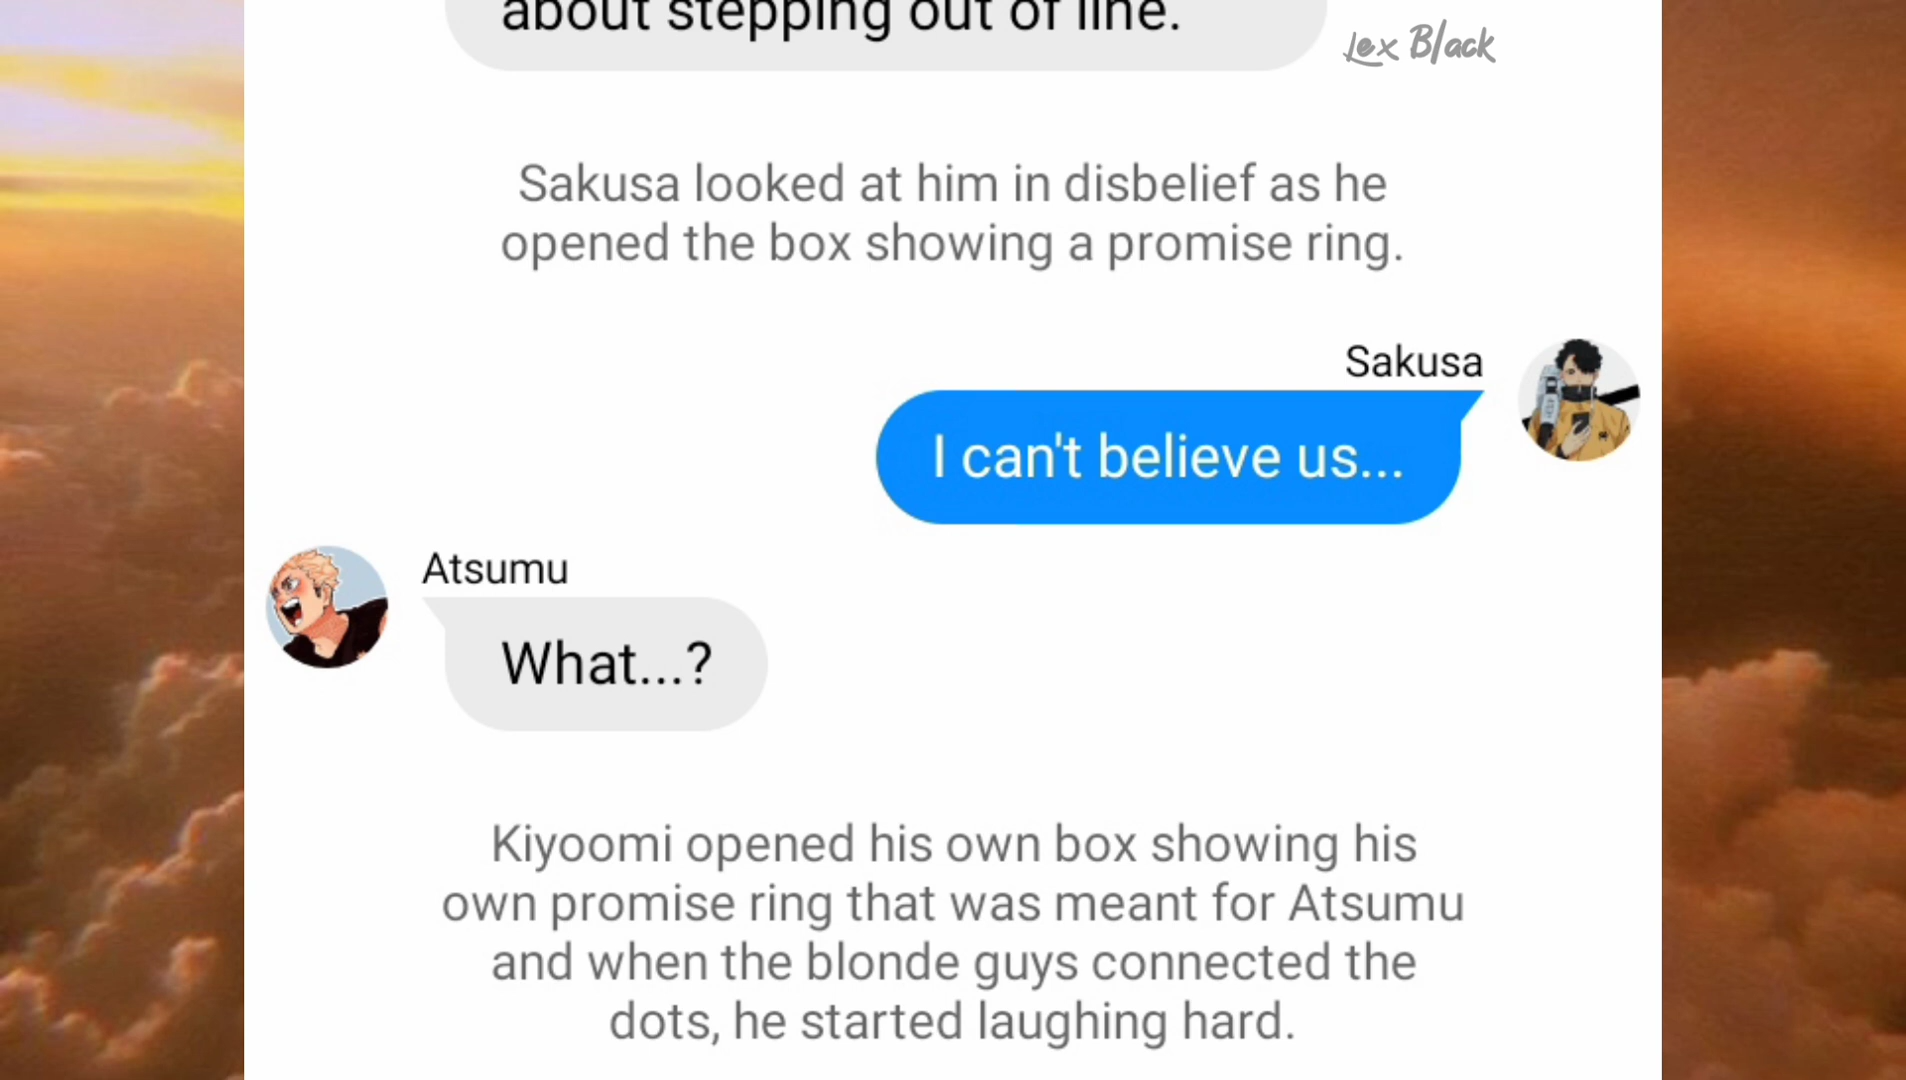 about stepping out of line.
Lex Black
Sakusa looked at him in disbelief as he
opened the box showing a promise ring.
Sakusa
I can't believe us...
Atsumu
What...?
Kiyoomi opened his own box showing his
own promise ring that was meant for Atsumu
and when the blonde guys connected the
dots, he started laughing hard.